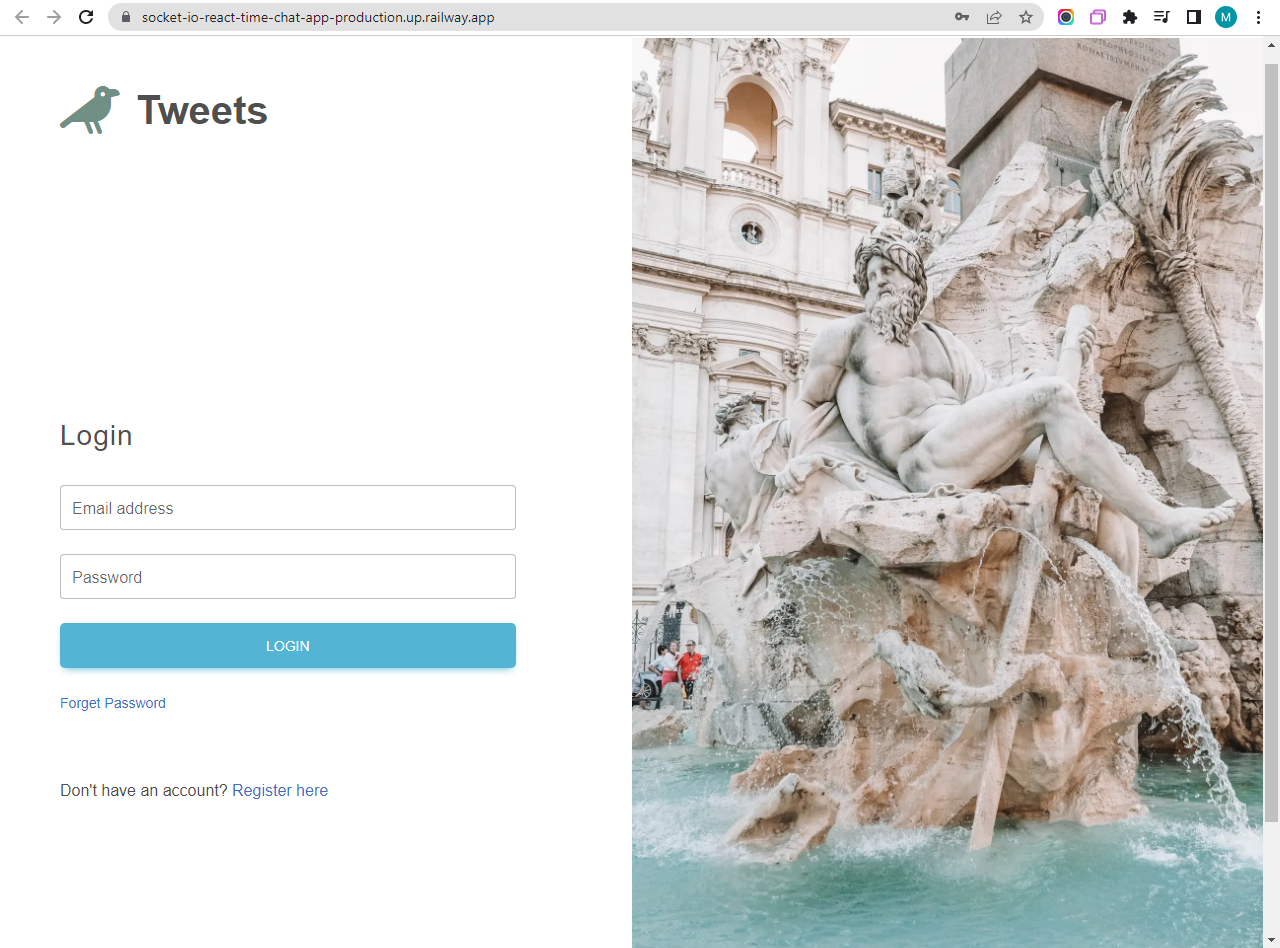 socket-io-react-time-chat-app-production.up.railway.app
M
Tweets
Login
Email address
Password
LOGIN
Forget Password
Don't have an account? Register here